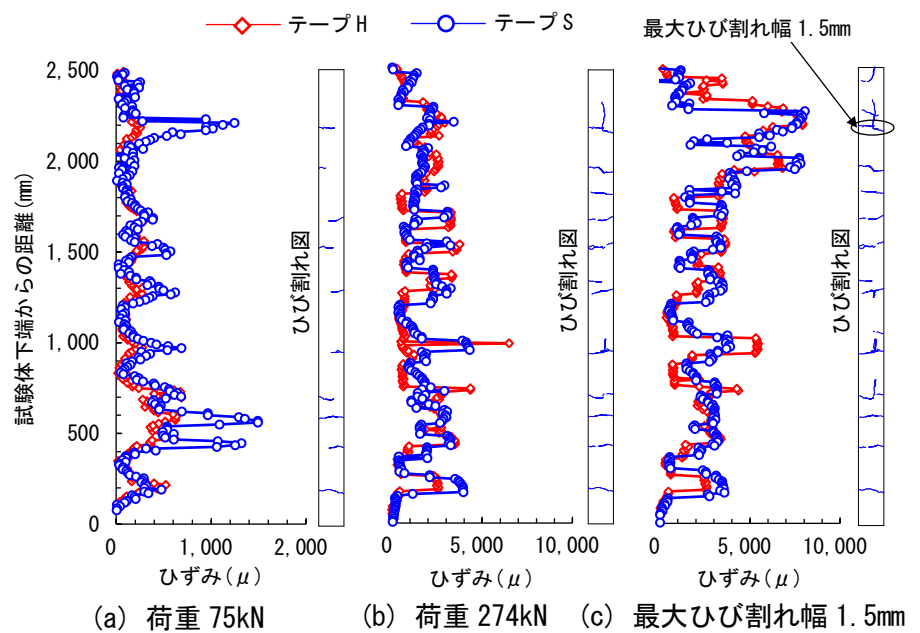 テープH テープS
最大ひび割れ幅 1.5mm
試験体下端からの距離(mm)
2,500
2,000
1,500
1,000
500
0
ひび割れ図
ひび割れ図
ひび割れ図
0 1,000 2,000
0 5,000 10,000
0 5,000 10,000
ひずみ(μ) ひずみ(μ) ひずみ(μ)
(a) 荷重 75kN (b) 荷重 274kN (c) 最大ひび割れ幅 1.5mm